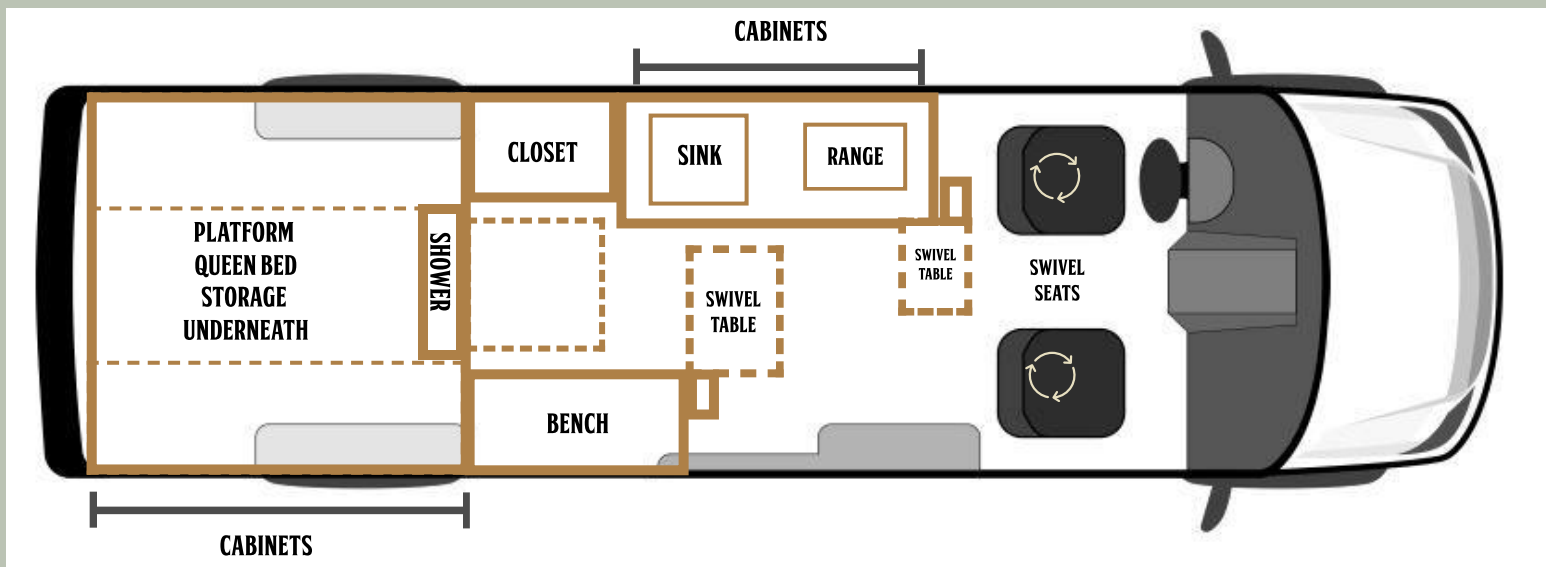 CABINETS
CLOSET
SINK
RANGE
PLATFORM
QUEEN BED
STORAGE
UNDERNEATH
SHOWER
SWIVEL
TABLE
SWIVEL
TABLE
SWIVEL
SEATS
BENCH
CABINETS